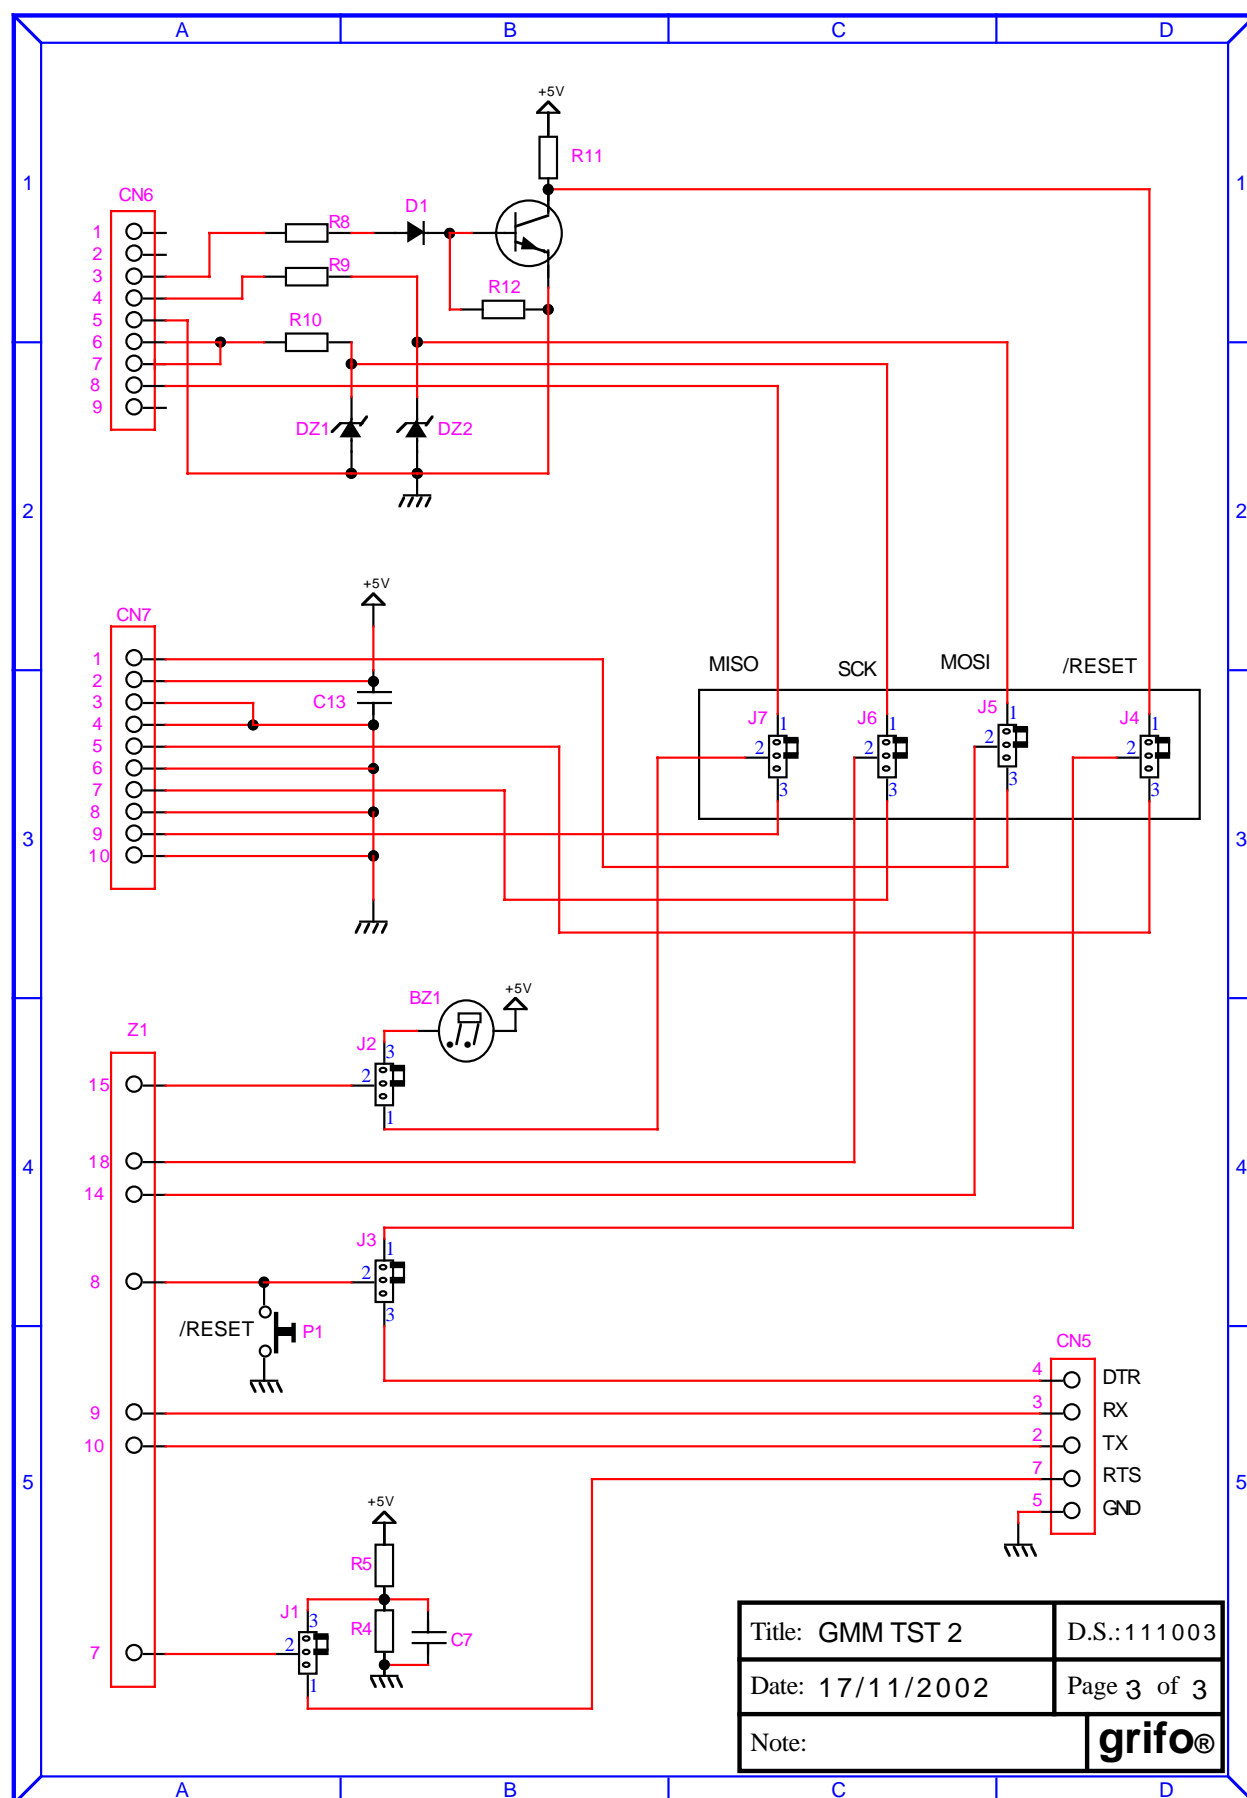 A B C D
+5V
R11
1 1
CN6
D1
1
R8
2
3
R9
4
R12
5
R10
6
7
8
9
DZ1 DZ2
2 2
+5V
CN7
1
MISO SCK MOSI /RESET
2
3
C13
4
5
6
7
8
9
10
J7 1
2
3
J6 1
2
3
J5 1
2
3
J4 1
2
3
3 3
BZ1 +5V
Z1
J2 3
15
2
1
18
4 4
14
J3 1
8
2
3
/RESET P1
CN5
4 DTR
9
3 RX
10
2 TX
7 RTS
5 5
5 GND
+5V
R5
J1 3
R4 C7
7
2
1
Title: GMM TST 2 D.S.:111003
Date: 17/11/2002 Page 3 of 3
Note: grifo®
A B C D